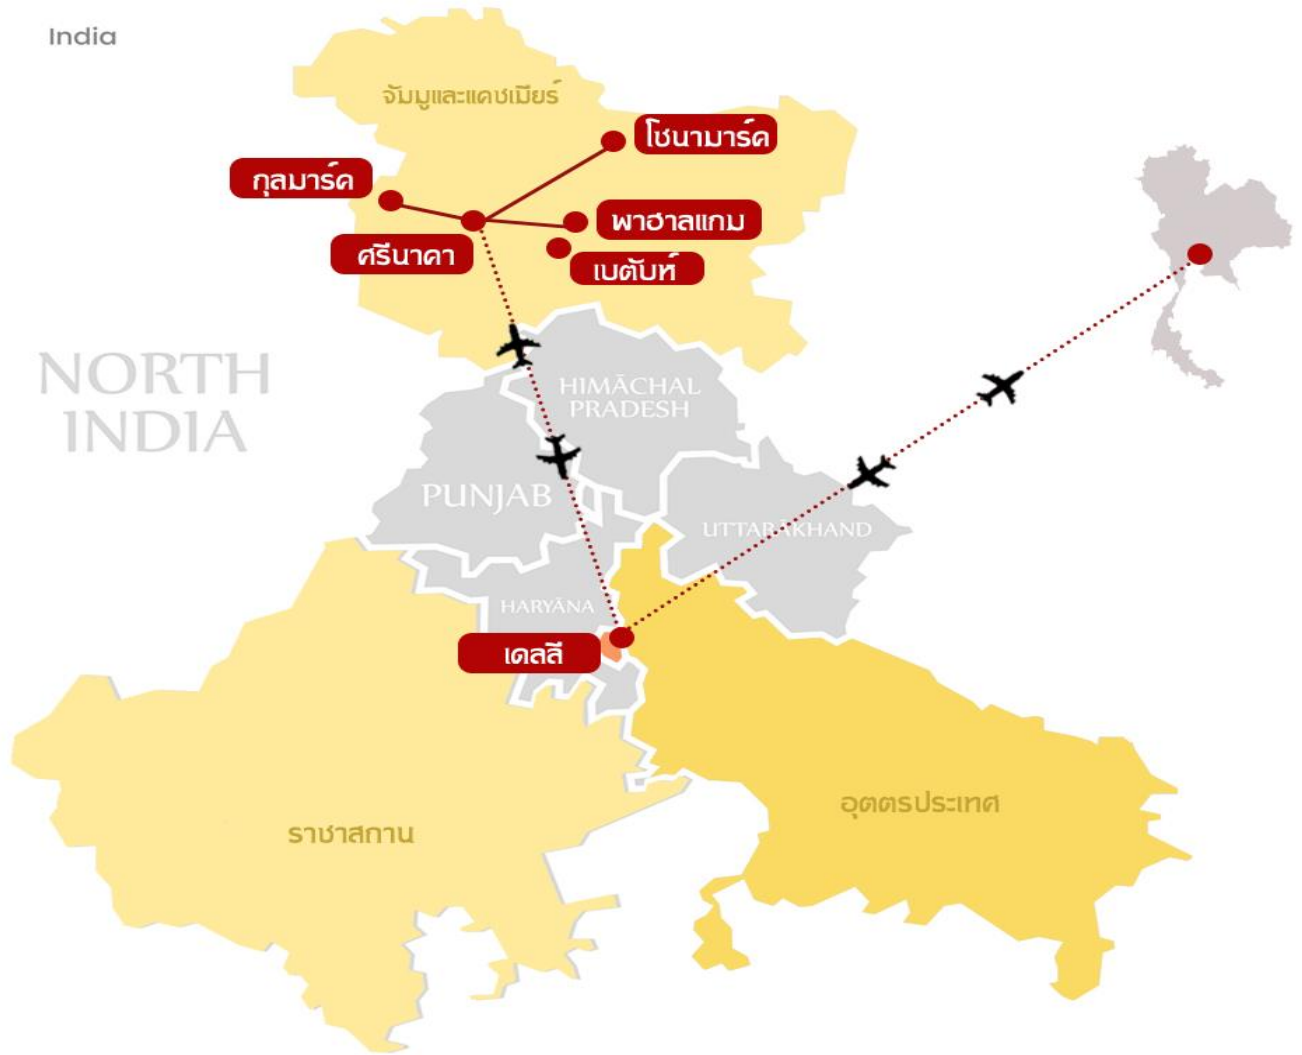 India
จัมมูและแคชเมียร์
โซนามาร์ค
กุลมาร์ค
พาฮาลแกม
ศรีนาคา
เบตับห์
NORTH
INDIA
HIMĀCHAL
PRADESH
PUNJAB
UTTARĀKHAND
HARYĀNA
เดลลี
อุตตรประเทศ
ราชาสถาน